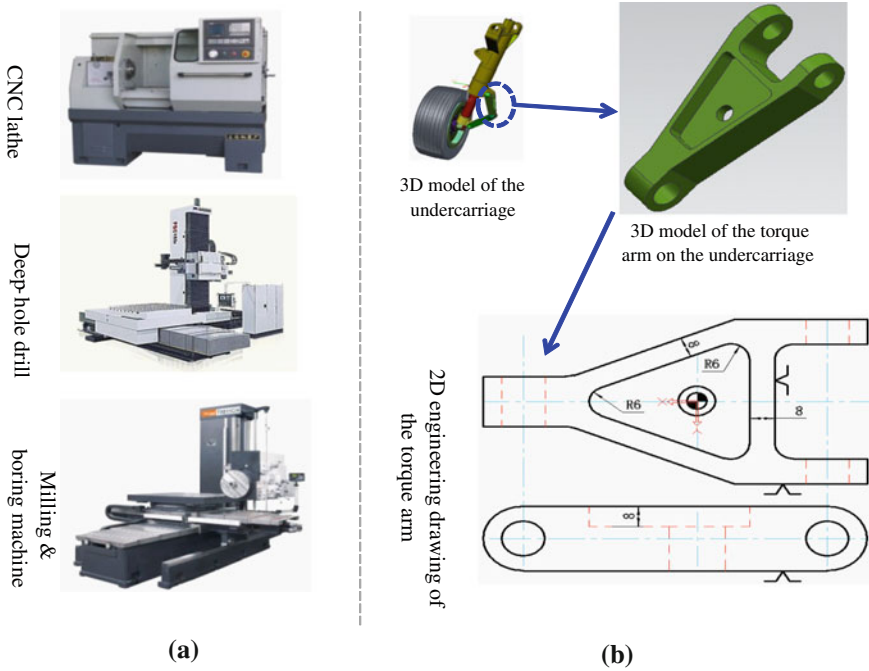 CNC lathe
Deep-hole drill
Milling &
boring machine
(a)
3D model of the
undercarriage
3D model of the torque
arm on the undercarriage
2D engineering drawing of
the torque arm
8
R6
R6
X
Y
8
8
(b)